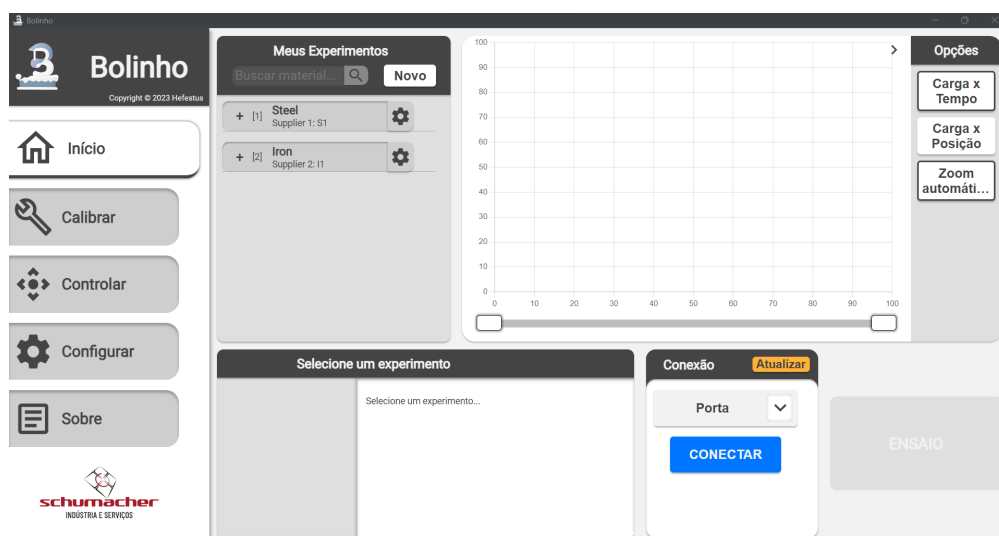 Bolinho
Bolinho
Copyright © 2023 Hefestus
Início
Calibrar
Controlar
Configurar
Sobre
schumacher
INDÚSTRIA E SERVIÇOS
Meus Experimentos
Buscar material...
Novo
+ [1] Steel
Supplier 1: S1
+ [2] Iron
Supplier 2: I1
100
90
80
70
60
50
40
30
20
10
0
0 10 20 30 40 50 60 70 80 90 100
Opções
Carga x
Tempo
Carga x
Posição
Zoom
automáti...
Selecione um experimento
Selecione um experimento...
Conexão
Atualizar
Porta
CONECTAR
ENSAIO